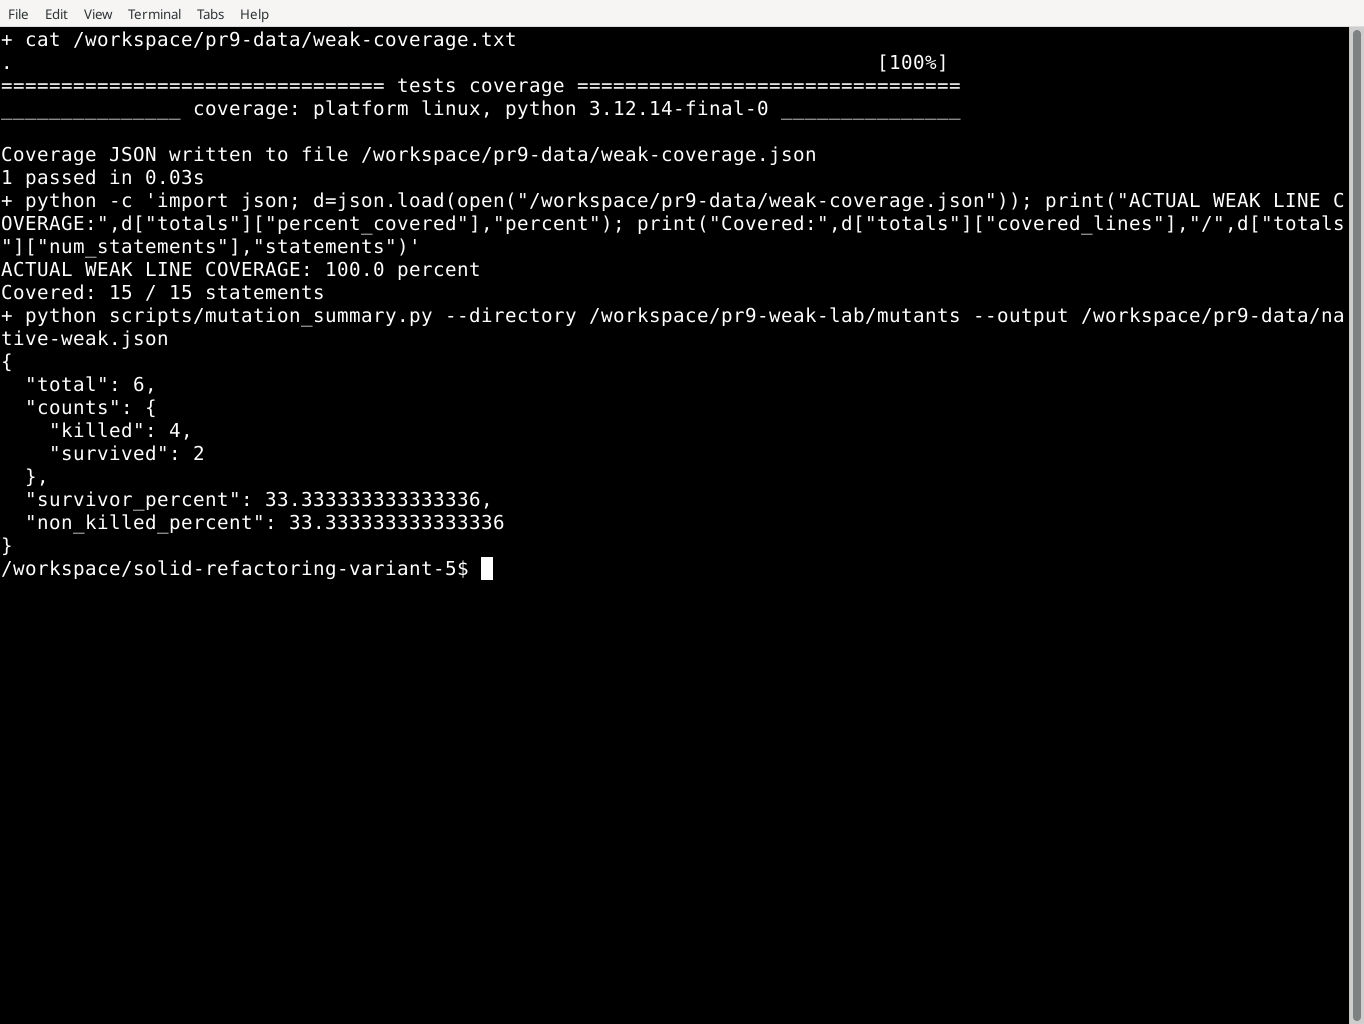 File Edit View Terminal Tabs Help
+ cat /workspace/pr9-data/weak-coverage.txt
. [100%]
================================ tests coverage ================================
_______________ coverage: platform linux, python 3.12.14-final-0 _______________
Coverage JSON written to file /workspace/pr9-data/weak-coverage.json
1 passed in 0.03s
+ python -c 'import json; d=json.load(open("/workspace/pr9-data/weak-coverage.json")); print("ACTUAL WEAK LINE C
OVERAGE:",d["totals"]["percent_covered"],"percent"); print("Covered:",d["totals"]["covered_lines"],"/",d["totals
"]["num_statements"],"statements")'
ACTUAL WEAK LINE COVERAGE: 100.0 percent
Covered: 15 / 15 statements
+ python scripts/mutation_summary.py --directory /workspace/pr9-weak-lab/mutants --output /workspace/pr9-data/na
tive-weak.json
{
  "total": 6,
  "counts": {
    "killed": 4,
    "survived": 2
  },
  "survivor_percent": 33.333333333333336,
  "non_killed_percent": 33.333333333333336
}
/workspace/solid-refactoring-variant-5$